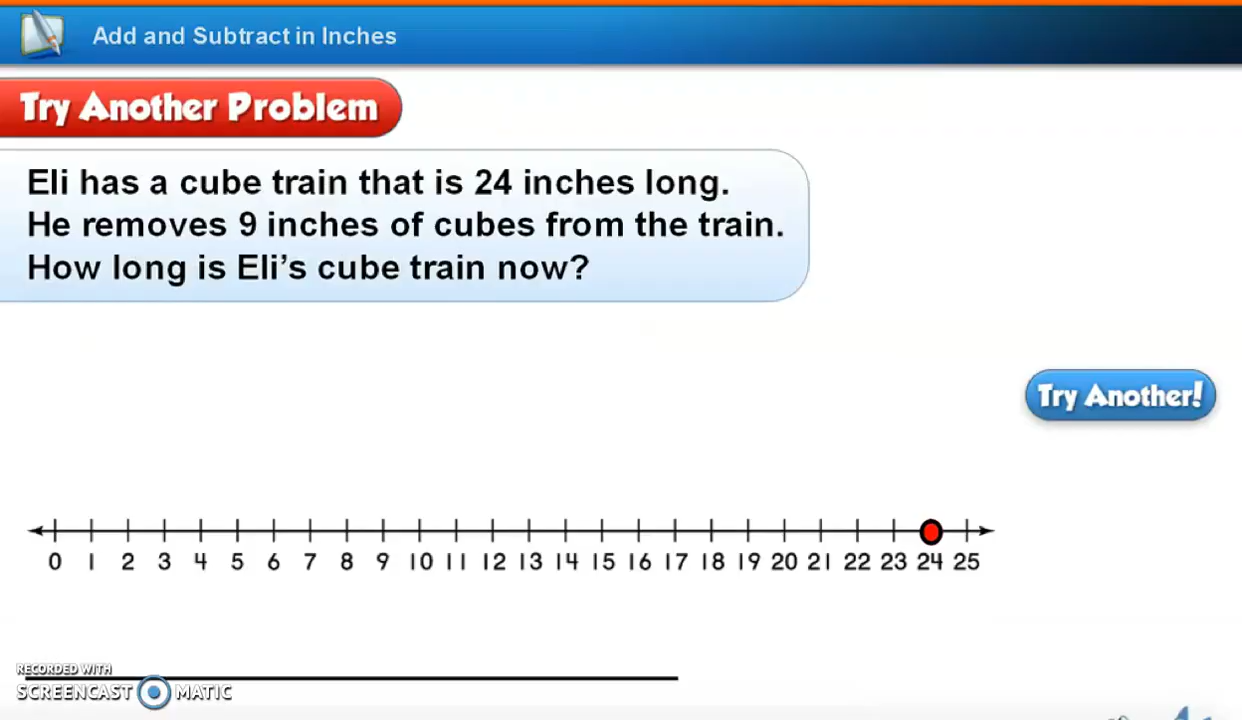 Add and Subtract in Inches
Try Another Problem
Eli has a cube train that is 24 inches long.
He removes 9 inches of cubes from the train.
How long is Eli’s cube train now?
Try Another!
0 1 2 3 4 5 6 7 8 9 10 11 12 13 14 15 16 17 18 19 20 21 22 23 24 25
RECORDED WITH
SCREENCAST MATIC